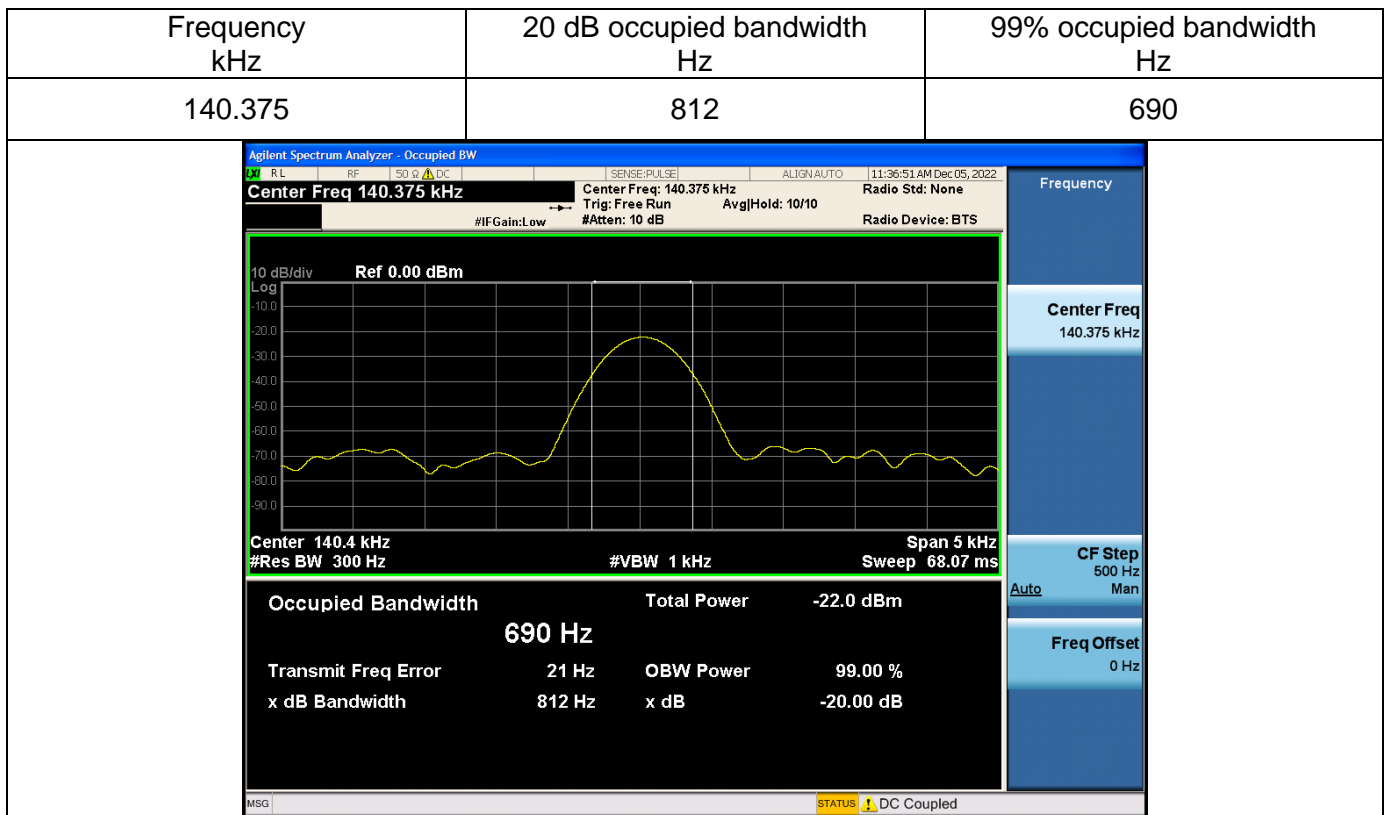 Frequency 20 dB occupied bandwidth 99% occupied bandwidth
kHz Hz Hz
140.375 812 690
Agilent Spectrum Analyzer - Occupied BW
LXI RL RF 50 Ω DC SENSE:PULSE ALIGN AUTO 11:36:51 AM Dec 05, 2022
Center Freq 140.375 kHz Center Freq: 140.375 kHz Radio Std: None Frequency
Trig: Free Run Avg|Hold: 10/10
#IFGain:Low #Atten: 10 dB Radio Device: BTS
10 dB/div Ref 0.00 dBm
Log
-10.0
-20.0
-30.0
-40.0
-50.0
-60.0
-70.0
-80.0
-90.0
Center 140.4 kHz Span 5 kHz
#Res BW 300 Hz #VBW 1 kHz Sweep 68.07 ms
Center Freq
140.375 kHz
CF Step
500 Hz
Auto Man
Freq Offset
0 Hz
Occupied Bandwidth Total Power -22.0 dBm
690 Hz
Transmit Freq Error 21 Hz OBW Power 99.00 %
x dB Bandwidth 812 Hz x dB -20.00 dB
MSG STATUS DC Coupled